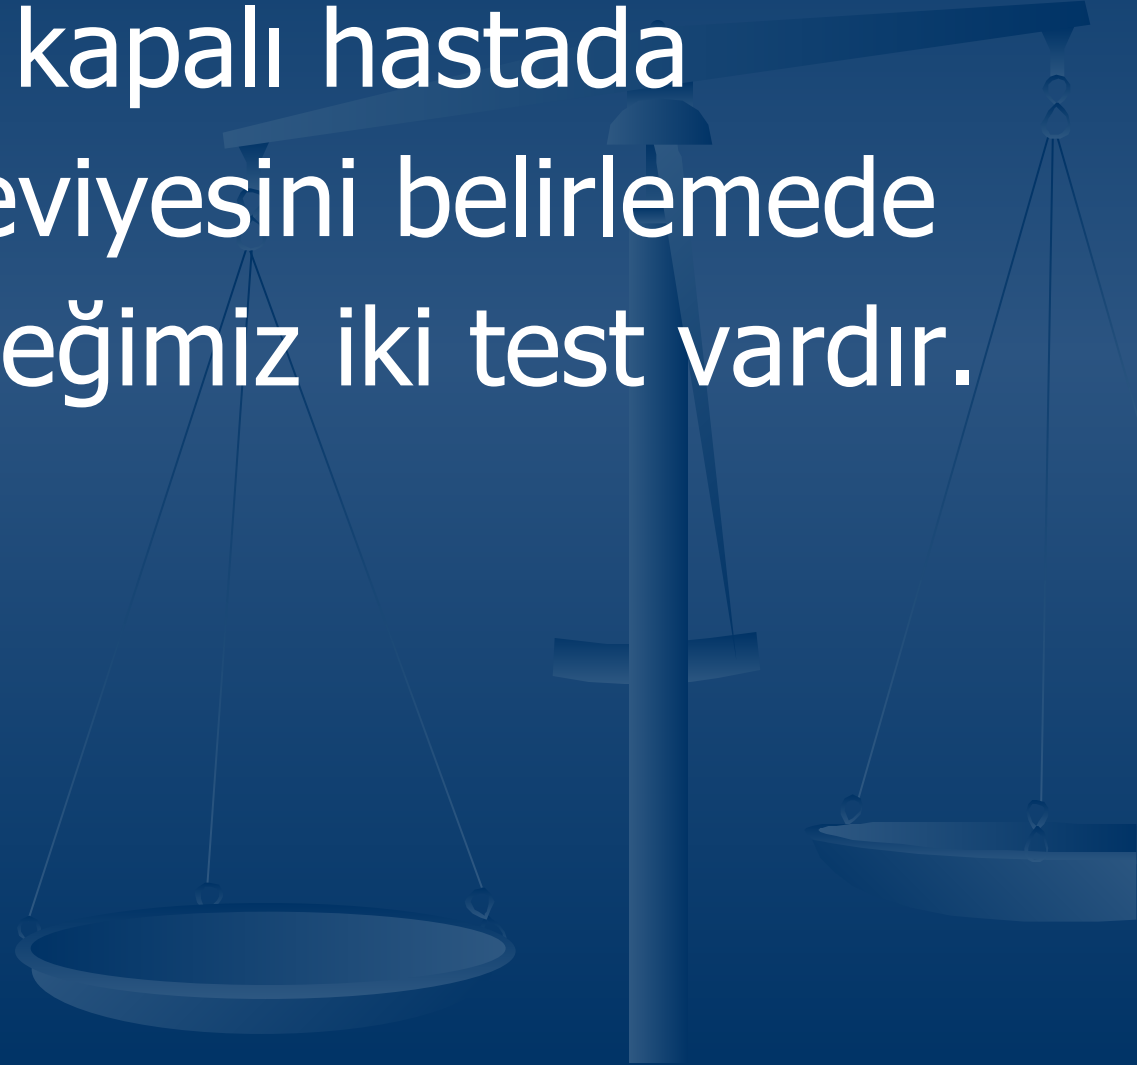 kapalı hastada
eviyesini belirlemede
eğimiz iki test vardır.